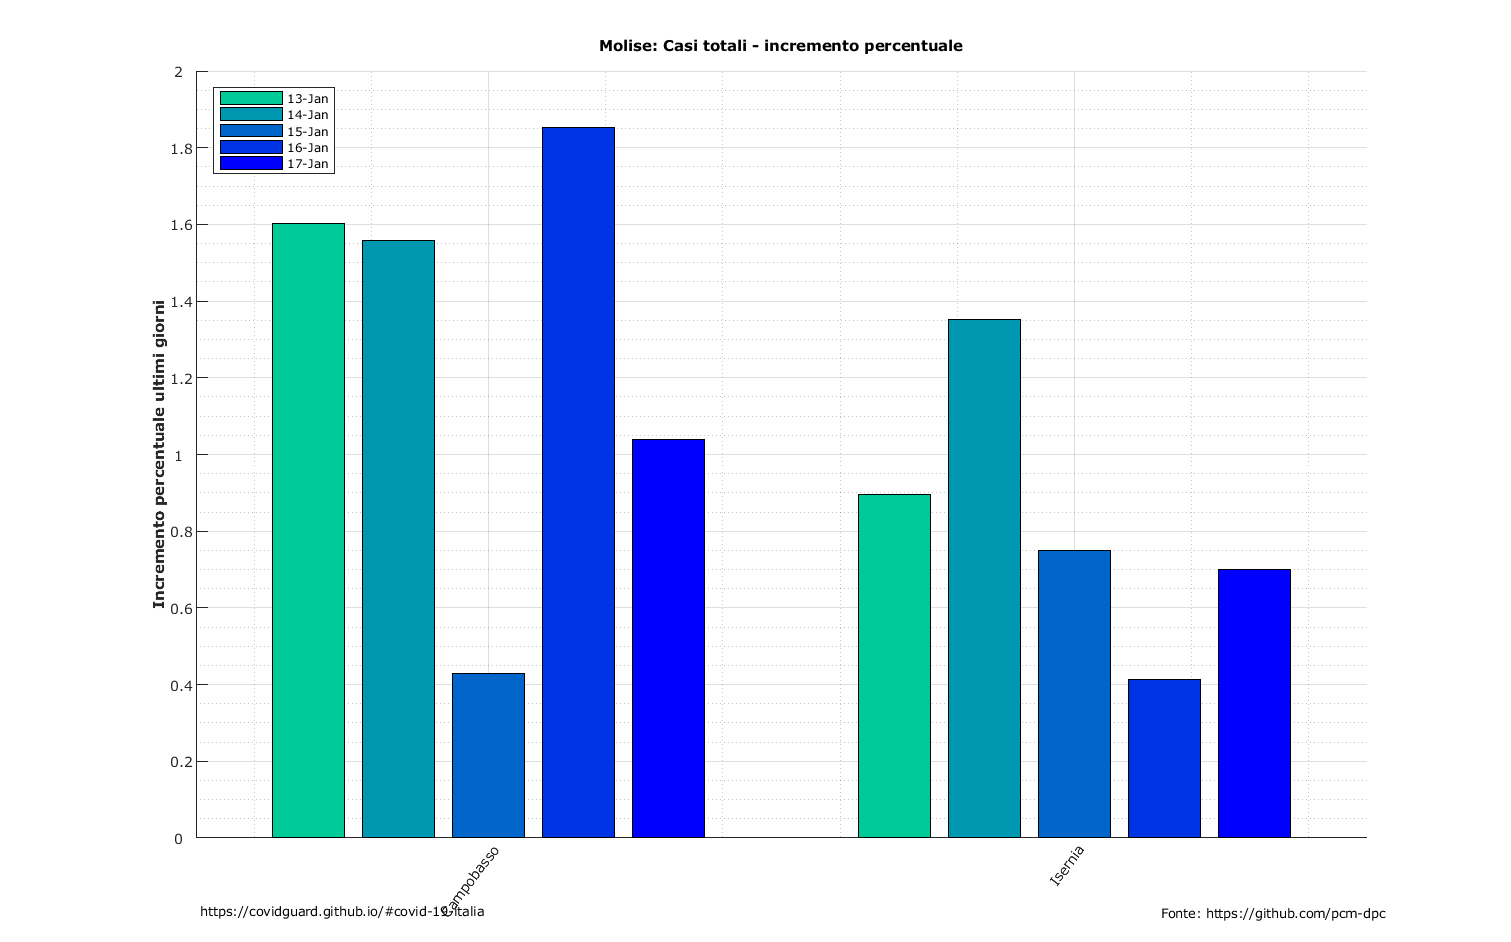 Molise: Casi totali - incremento percentuale
2
1.8
1.6
1.4
1.2
1
0.8
0.6
0.4
0.2
0
Incremento percentuale ultimi giorni
13-Jan
14-Jan
15-Jan
16-Jan
17-Jan
Campobasso
Isernia
https://covidguard.github.io/#covid-19-italia
Fonte: https://github.com/pcm-dpc